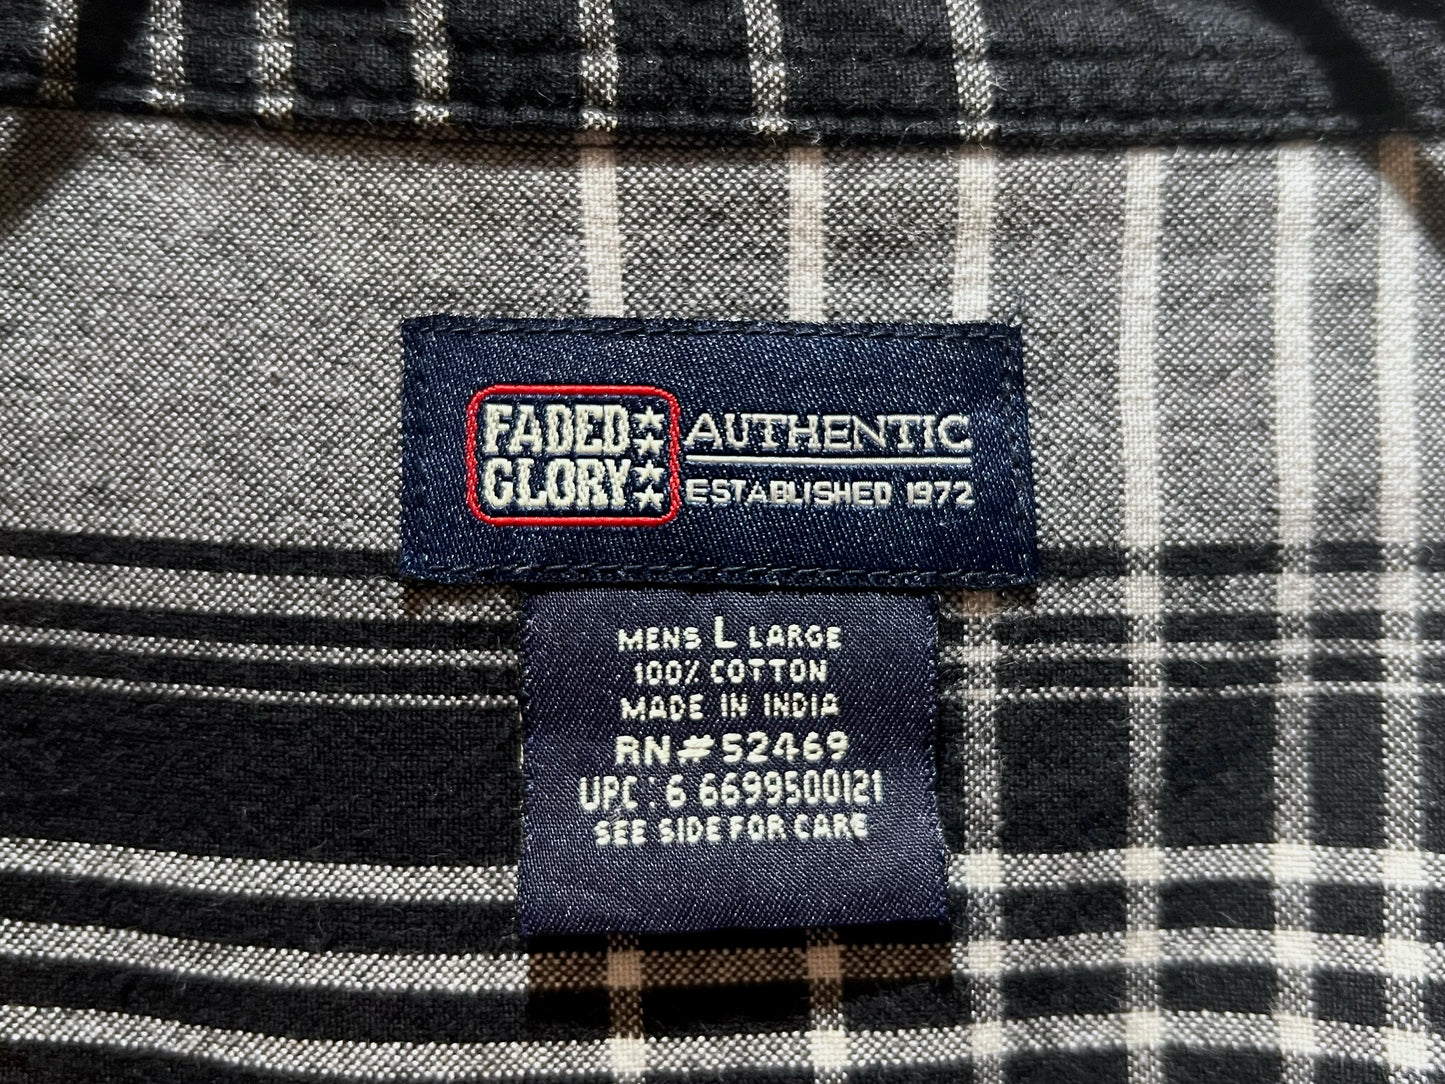 FADED
GLORY
AUTHENTIC
ESTABLISHED 1972
MENS L LARGE
100% COTTON
MADE IN INDIA
RN#52469
UPC : 6 6699500121
SEE SIDE FOR CARE